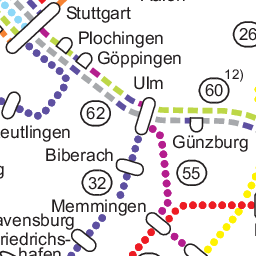 Stuttgart
Plochingen
26
Göppingen
Ulm
12)
60
62
eutlingen
Günzburg
Biberach
55
32
Memmingen
avensburg
riedrichs-
hafen